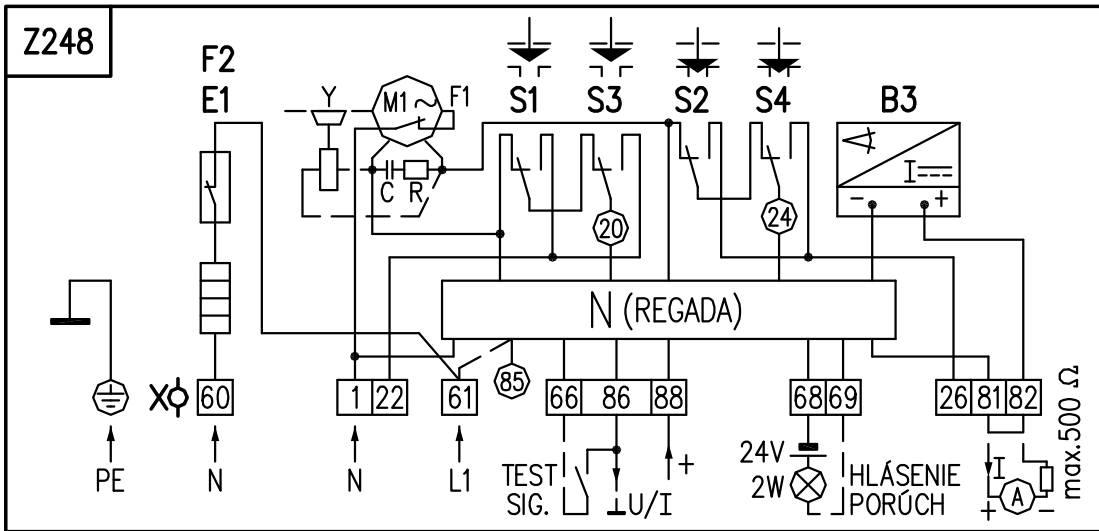 Z248
F2
E1
Y
M1
F1
S1
S3
S2
S4
B3
C
R
I
20
24
-
+
N (REGADA)
85
60
1
22
61
66
86
88
68
69
26
81
82
max.500 Ω
PE
N
N
L1
TEST
SIG.
U/I
+
24V
2W
HLÁSENIE
PORÚCH
I
A
+
-